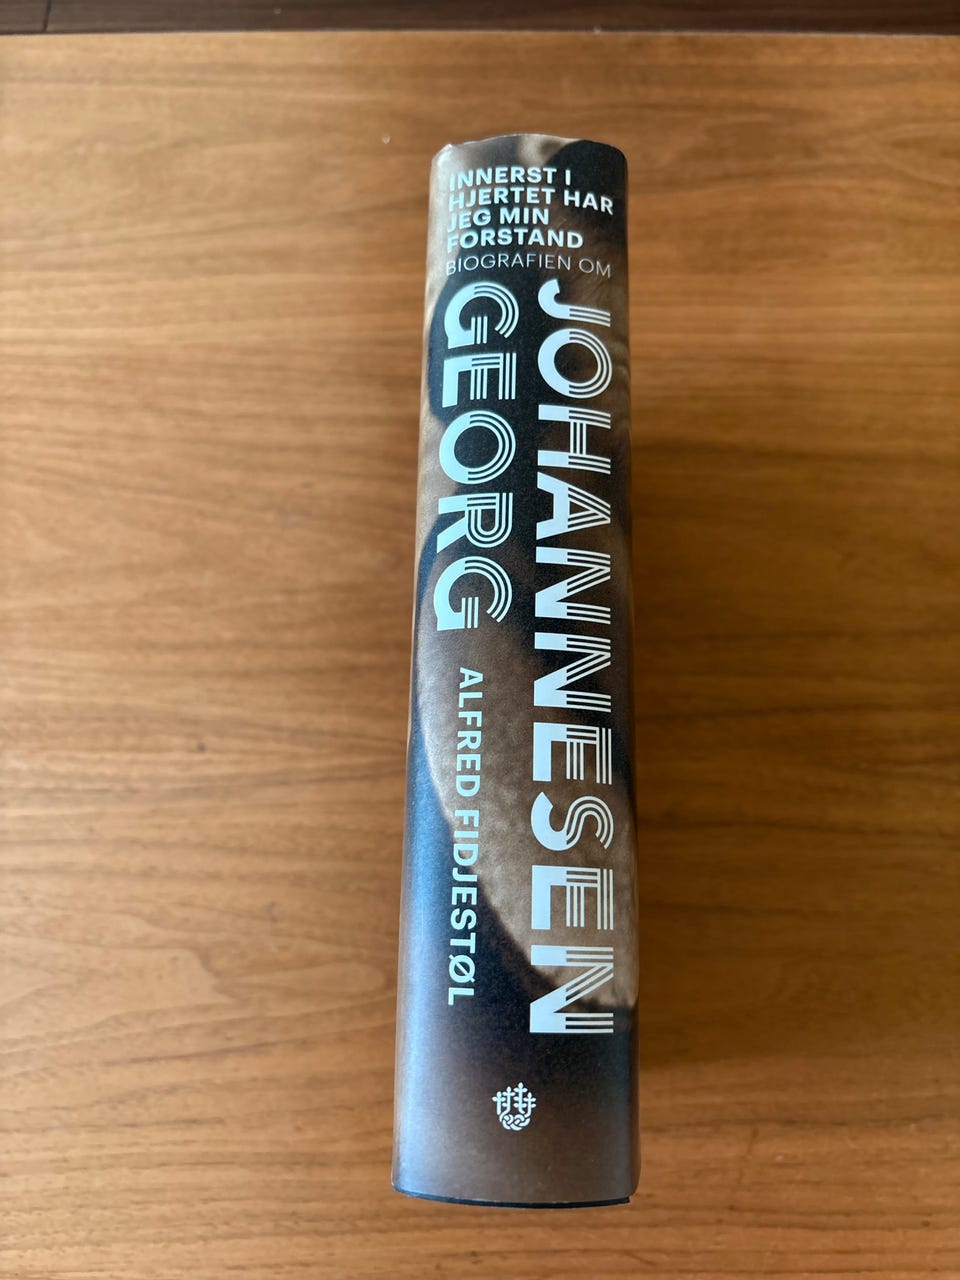 INNERST I
HJERTET HAR
JEG MIN
FORSTAND
BIOGRAFIEN OM
GEORG
JOHANNESEN
ALFRED FIDJESTØL